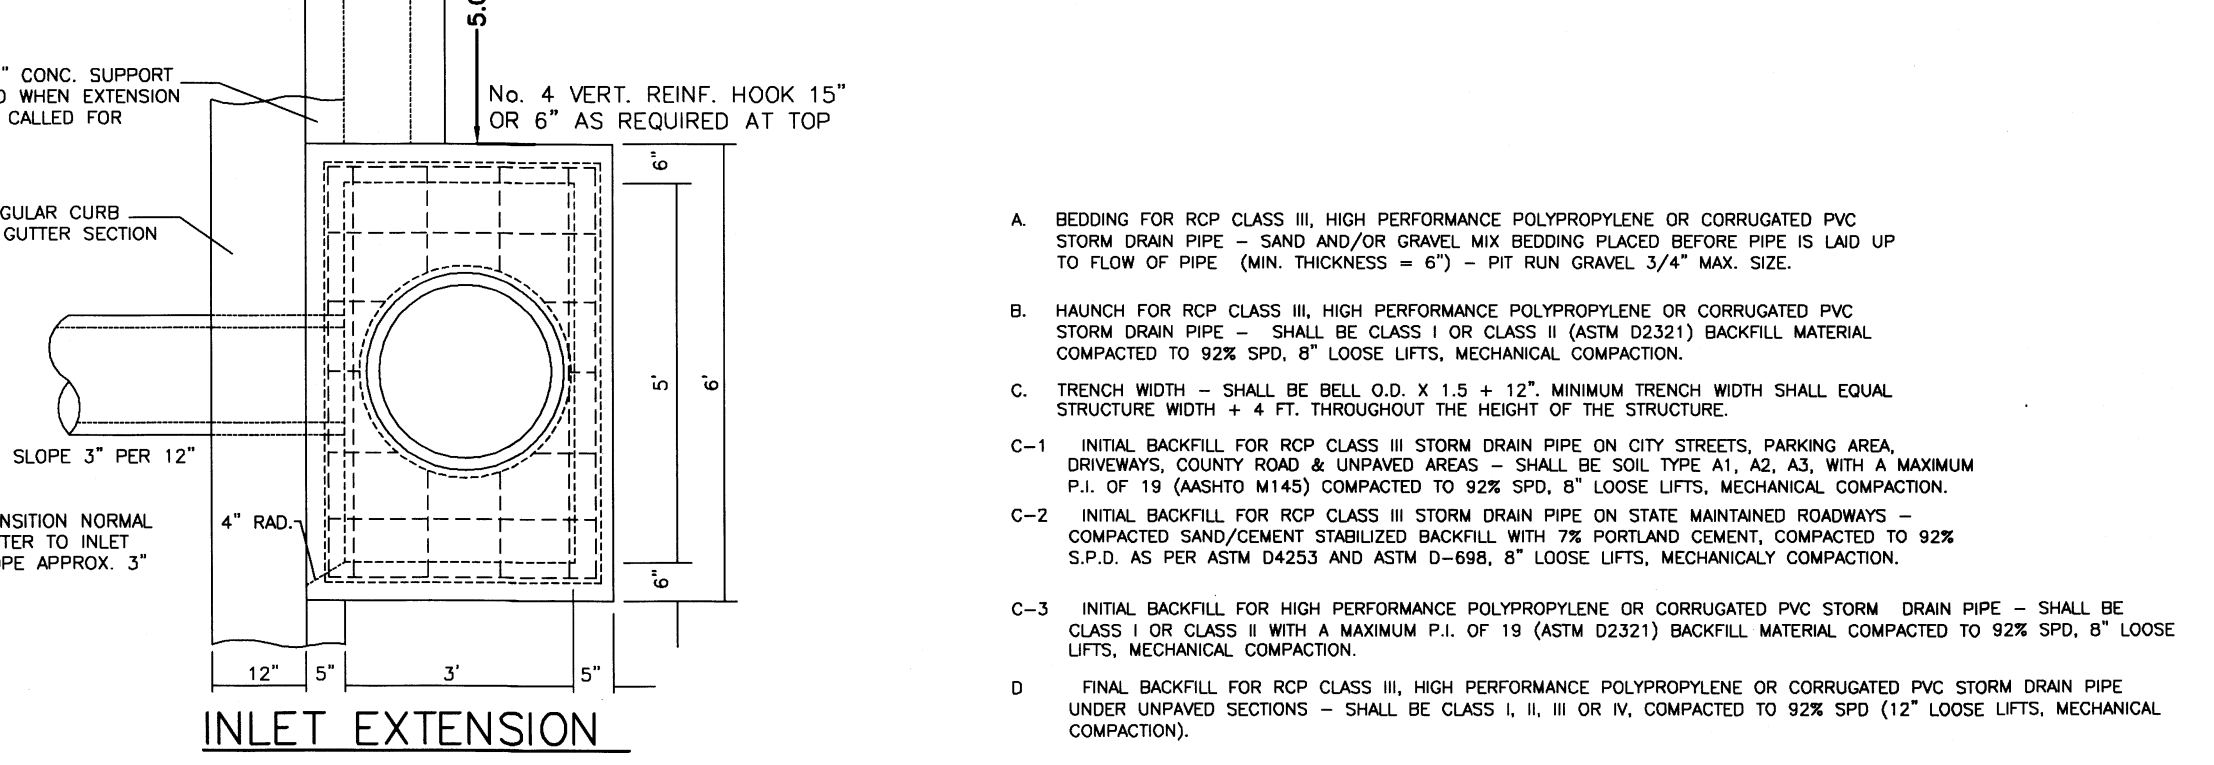 5.0
" CONC. SUPPORT
D WHEN EXTENSION
CALLED FOR
No. 4 VERT. REINF. HOOK 15"
OR 6" AS REQUIRED AT TOP
6"
GULAR CURB
GUTTER SECTION
5'
6'
SLOPE 3" PER 12"
NSITION NORMAL
TER TO INLET
OPE APPROX. 3"
4" RAD.
6"
12"
5"
3'
5"
INLET EXTENSION
A. BEDDING FOR RCP CLASS III, HIGH PERFORMANCE POLYPROPYLENE OR CORRUGATED PVC
STORM DRAIN PIPE – SAND AND/OR GRAVEL MIX BEDDING PLACED BEFORE PIPE IS LAID UP
TO FLOW OF PIPE (MIN. THICKNESS = 6") – PIT RUN GRAVEL 3/4" MAX. SIZE.
B. HAUNCH FOR RCP CLASS III, HIGH PERFORMANCE POLYPROPYLENE OR CORRUGATED PVC
STORM DRAIN PIPE – SHALL BE CLASS I OR CLASS II (ASTM D2321) BACKFILL MATERIAL
COMPACTED TO 92% SPD, 8" LOOSE LIFTS, MECHANICAL COMPACTION.
C. TRENCH WIDTH – SHALL BE BELL O.D. X 1.5 + 12". MINIMUM TRENCH WIDTH SHALL EQUAL
STRUCTURE WIDTH + 4 FT. THROUGHOUT THE HEIGHT OF THE STRUCTURE.
C–1 INITIAL BACKFILL FOR RCP CLASS III STORM DRAIN PIPE ON CITY STREETS, PARKING AREA,
DRIVEWAYS, COUNTY ROAD & UNPAVED AREAS – SHALL BE SOIL TYPE A1, A2, A3, WITH A MAXIMUM
P.I. OF 19 (AASHTO M145) COMPACTED TO 92% SPD, 8" LOOSE LIFTS, MECHANICAL COMPACTION.
C–2 INITIAL BACKFILL FOR RCP CLASS III STORM DRAIN PIPE ON STATE MAINTAINED ROADWAYS –
COMPACTED SAND/CEMENT STABILIZED BACKFILL WITH 7% PORTLAND CEMENT, COMPACTED TO 92%
S.P.D. AS PER ASTM D4253 AND ASTM D–698, 8" LOOSE LIFTS, MECHANICALY COMPACTION.
C–3 INITIAL BACKFILL FOR HIGH PERFORMANCE POLYPROPYLENE OR CORRUGATED PVC STORM DRAIN PIPE – SHALL BE
CLASS I OR CLASS II WITH A MAXIMUM P.I. OF 19 (ASTM D2321) BACKFILL MATERIAL COMPACTED TO 92% SPD, 8" LOOSE
LIFTS, MECHANICAL COMPACTION.
D FINAL BACKFILL FOR RCP CLASS III, HIGH PERFORMANCE POLYPROPYLENE OR CORRUGATED PVC STORM DRAIN PIPE
UNDER UNPAVED SECTIONS – SHALL BE CLASS I, II, III OR IV, COMPACTED TO 92% SPD (12" LOOSE LIFTS, MECHANICAL
COMPACTION).